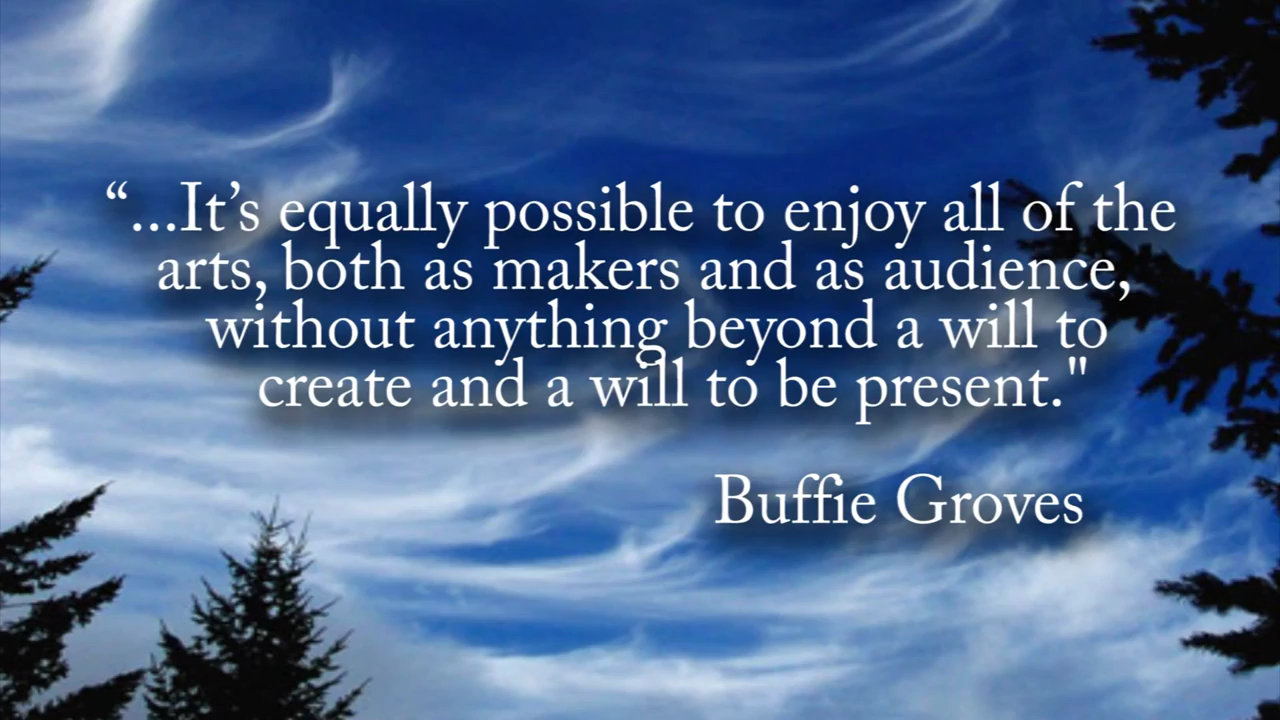 “...It’s equally possible to enjoy all of the
arts, both as makers and as audience,
without anything beyond a will to
create and a will to be present."
Buffie Groves